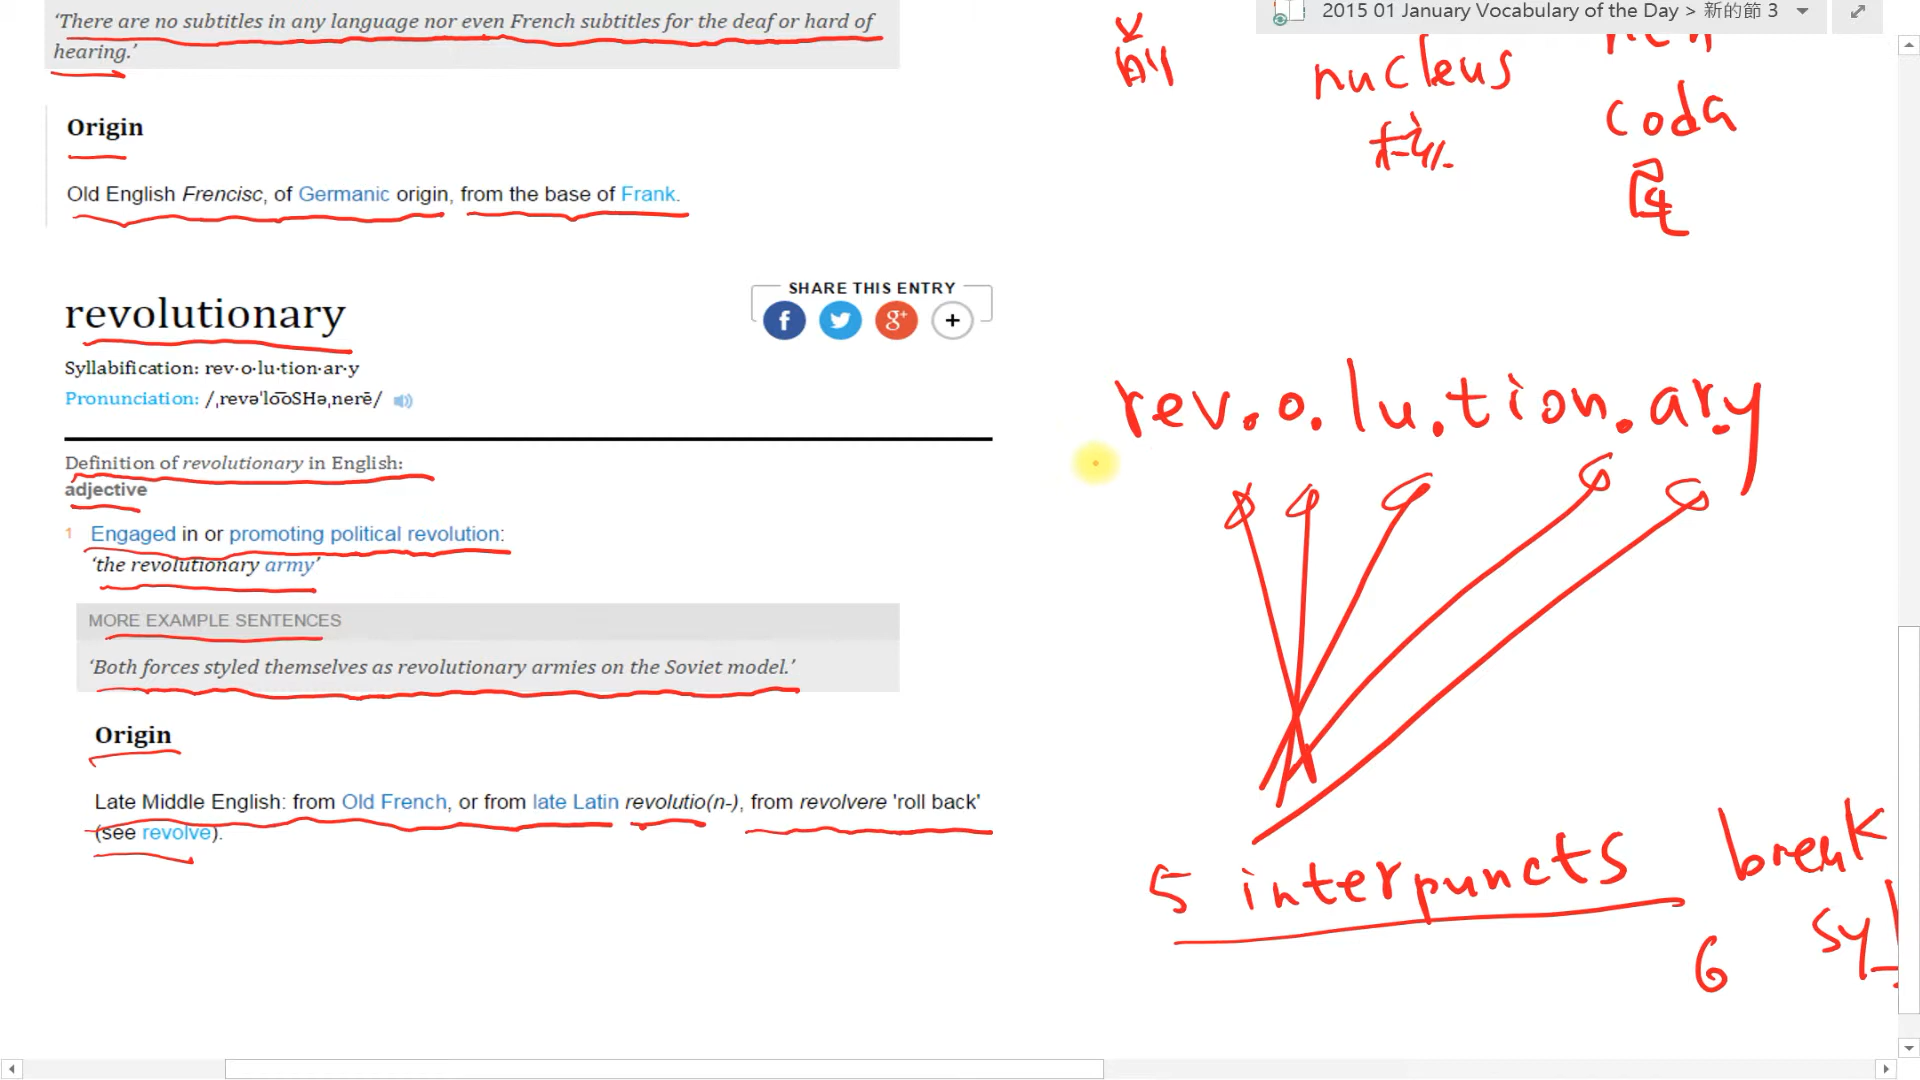 ‘There are no subtitles in any language nor even French subtitles for the deaf or hard of
hearing.’
Origin
Old English Frencisc, of Germanic origin, from the base of Frank.
revolutionary
SHARE THIS ENTRY
f
g+
+
Syllabification: rev·o·lu·tion·ar·y
Pronunciation: /ˌrevəˈlo͞oSHəˌnerē/
Definition of revolutionary in English:
adjective
1 Engaged in or promoting political revolution:
‘the revolutionary army’
MORE EXAMPLE SENTENCES
‘Both forces styled themselves as revolutionary armies on the Soviet model.’
Origin
Late Middle English: from Old French, or from late Latin revolutio(n-), from revolvere 'roll back'
(see revolve).
2015 01 January Vocabulary of the Day > 新的節 3
nucleus
coda
rev.o.lu.tion.ar.y
5 interpuncts
break
syl
6